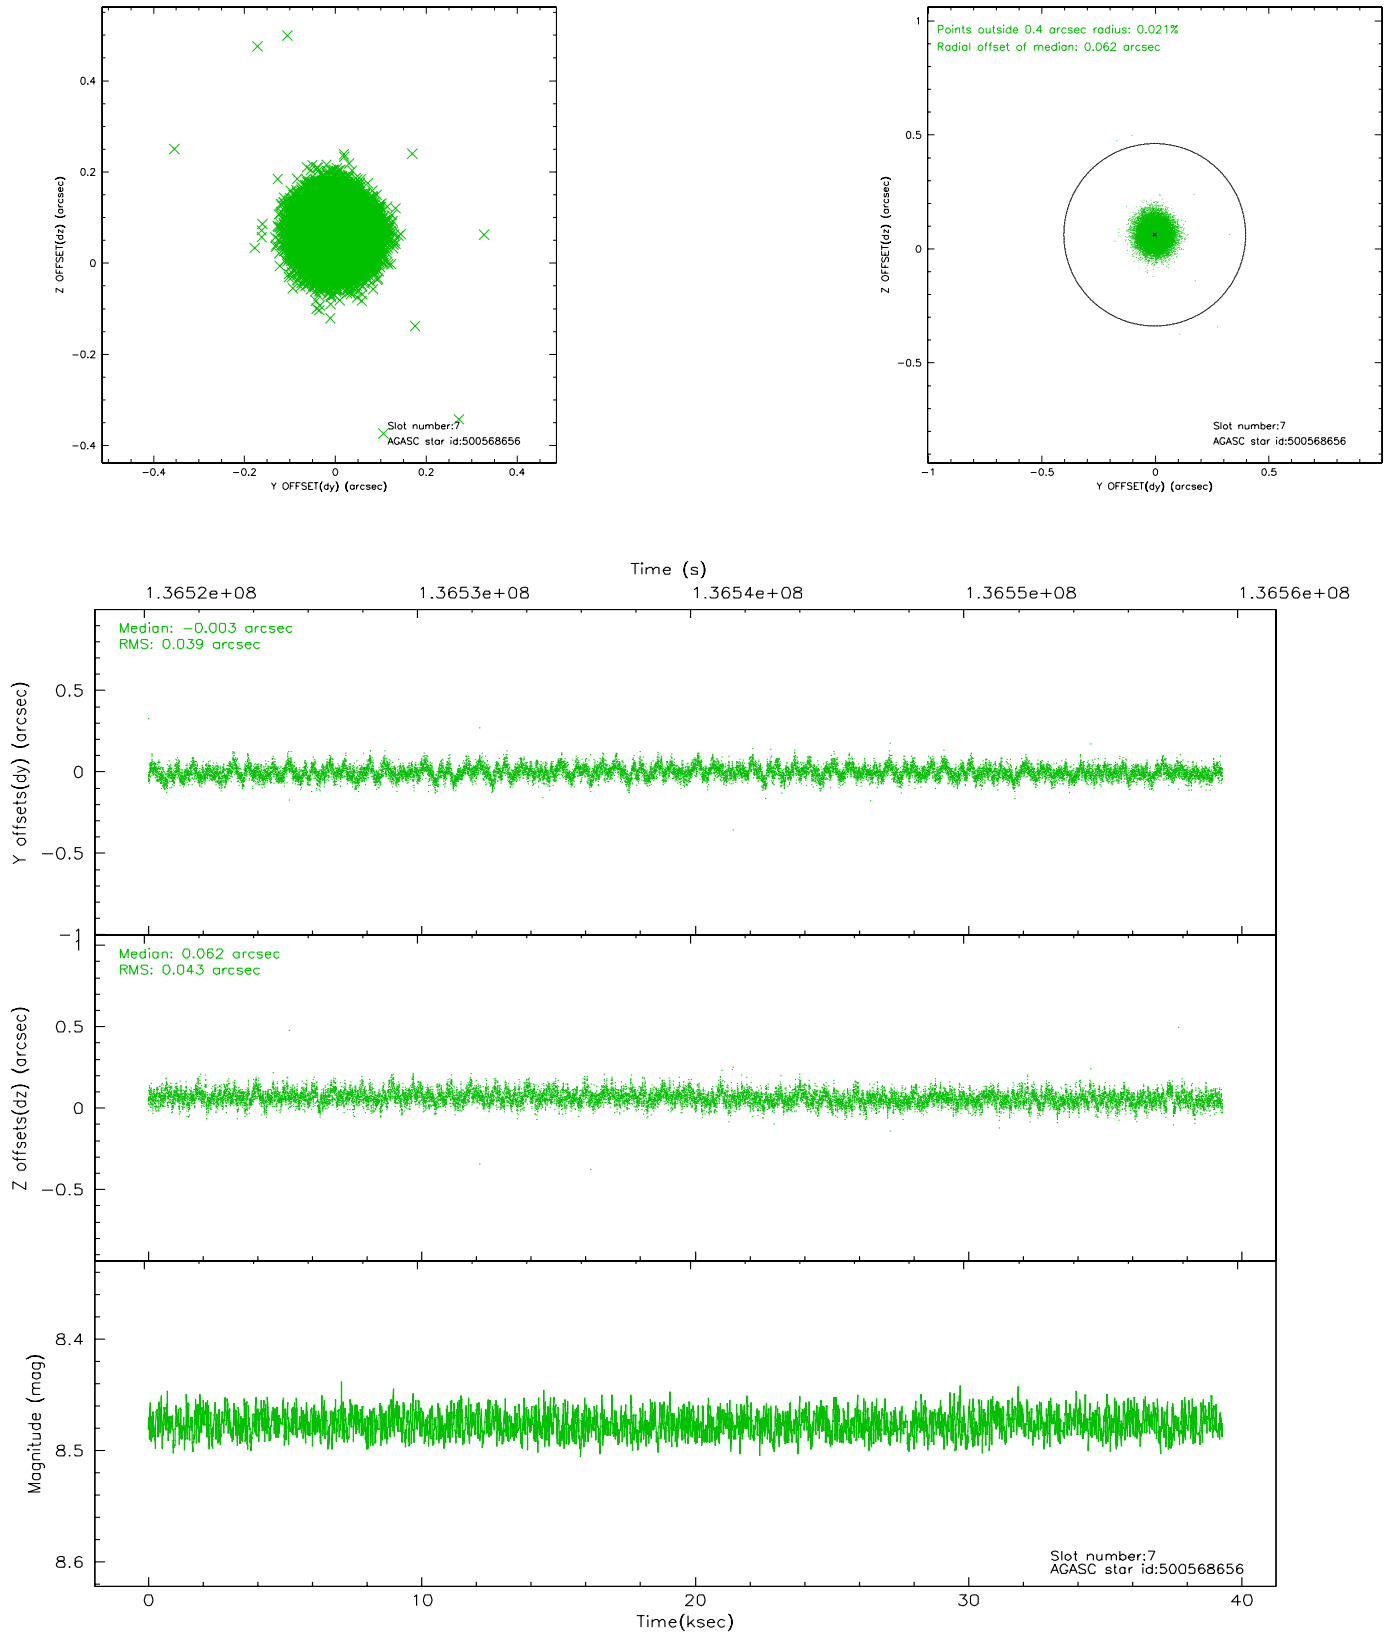 Points outside 0.4 arcsec radius: 0.021%
Radial offset of median: 0.062 arcsec
0.4
0.2
0
−0.2
−0.4
Z OFFSET(dz) (arcsec)
Slot number:7
AGASC star id:500568656
−0.4
−0.2
0
0.2
0.4
Y OFFSET(dy) (arcsec)
1
0.5
0
−0.5
Z OFFSET(dz) (arcsec)
Slot number:7
AGASC star id:500568656
−1
−0.5
0
0.5
Y OFFSET(dy) (arcsec)
Time (s)
1.3652e+08
1.3653e+08
1.3654e+08
1.3655e+08
1.3656e+08
Median: −0.003 arcsec
RMS: 0.039 arcsec
0.5
0
−0.5
−1
Y offsets(dy) (arcsec)
Median: 0.062 arcsec
RMS: 0.043 arcsec
1
0.5
0
−0.5
Z offsets(dz) (arcsec)
8.4
8.5
8.6
Magnitude (mag)
Slot number:7
AGASC star id:500568656
0
10
20
30
40
Time(ksec)